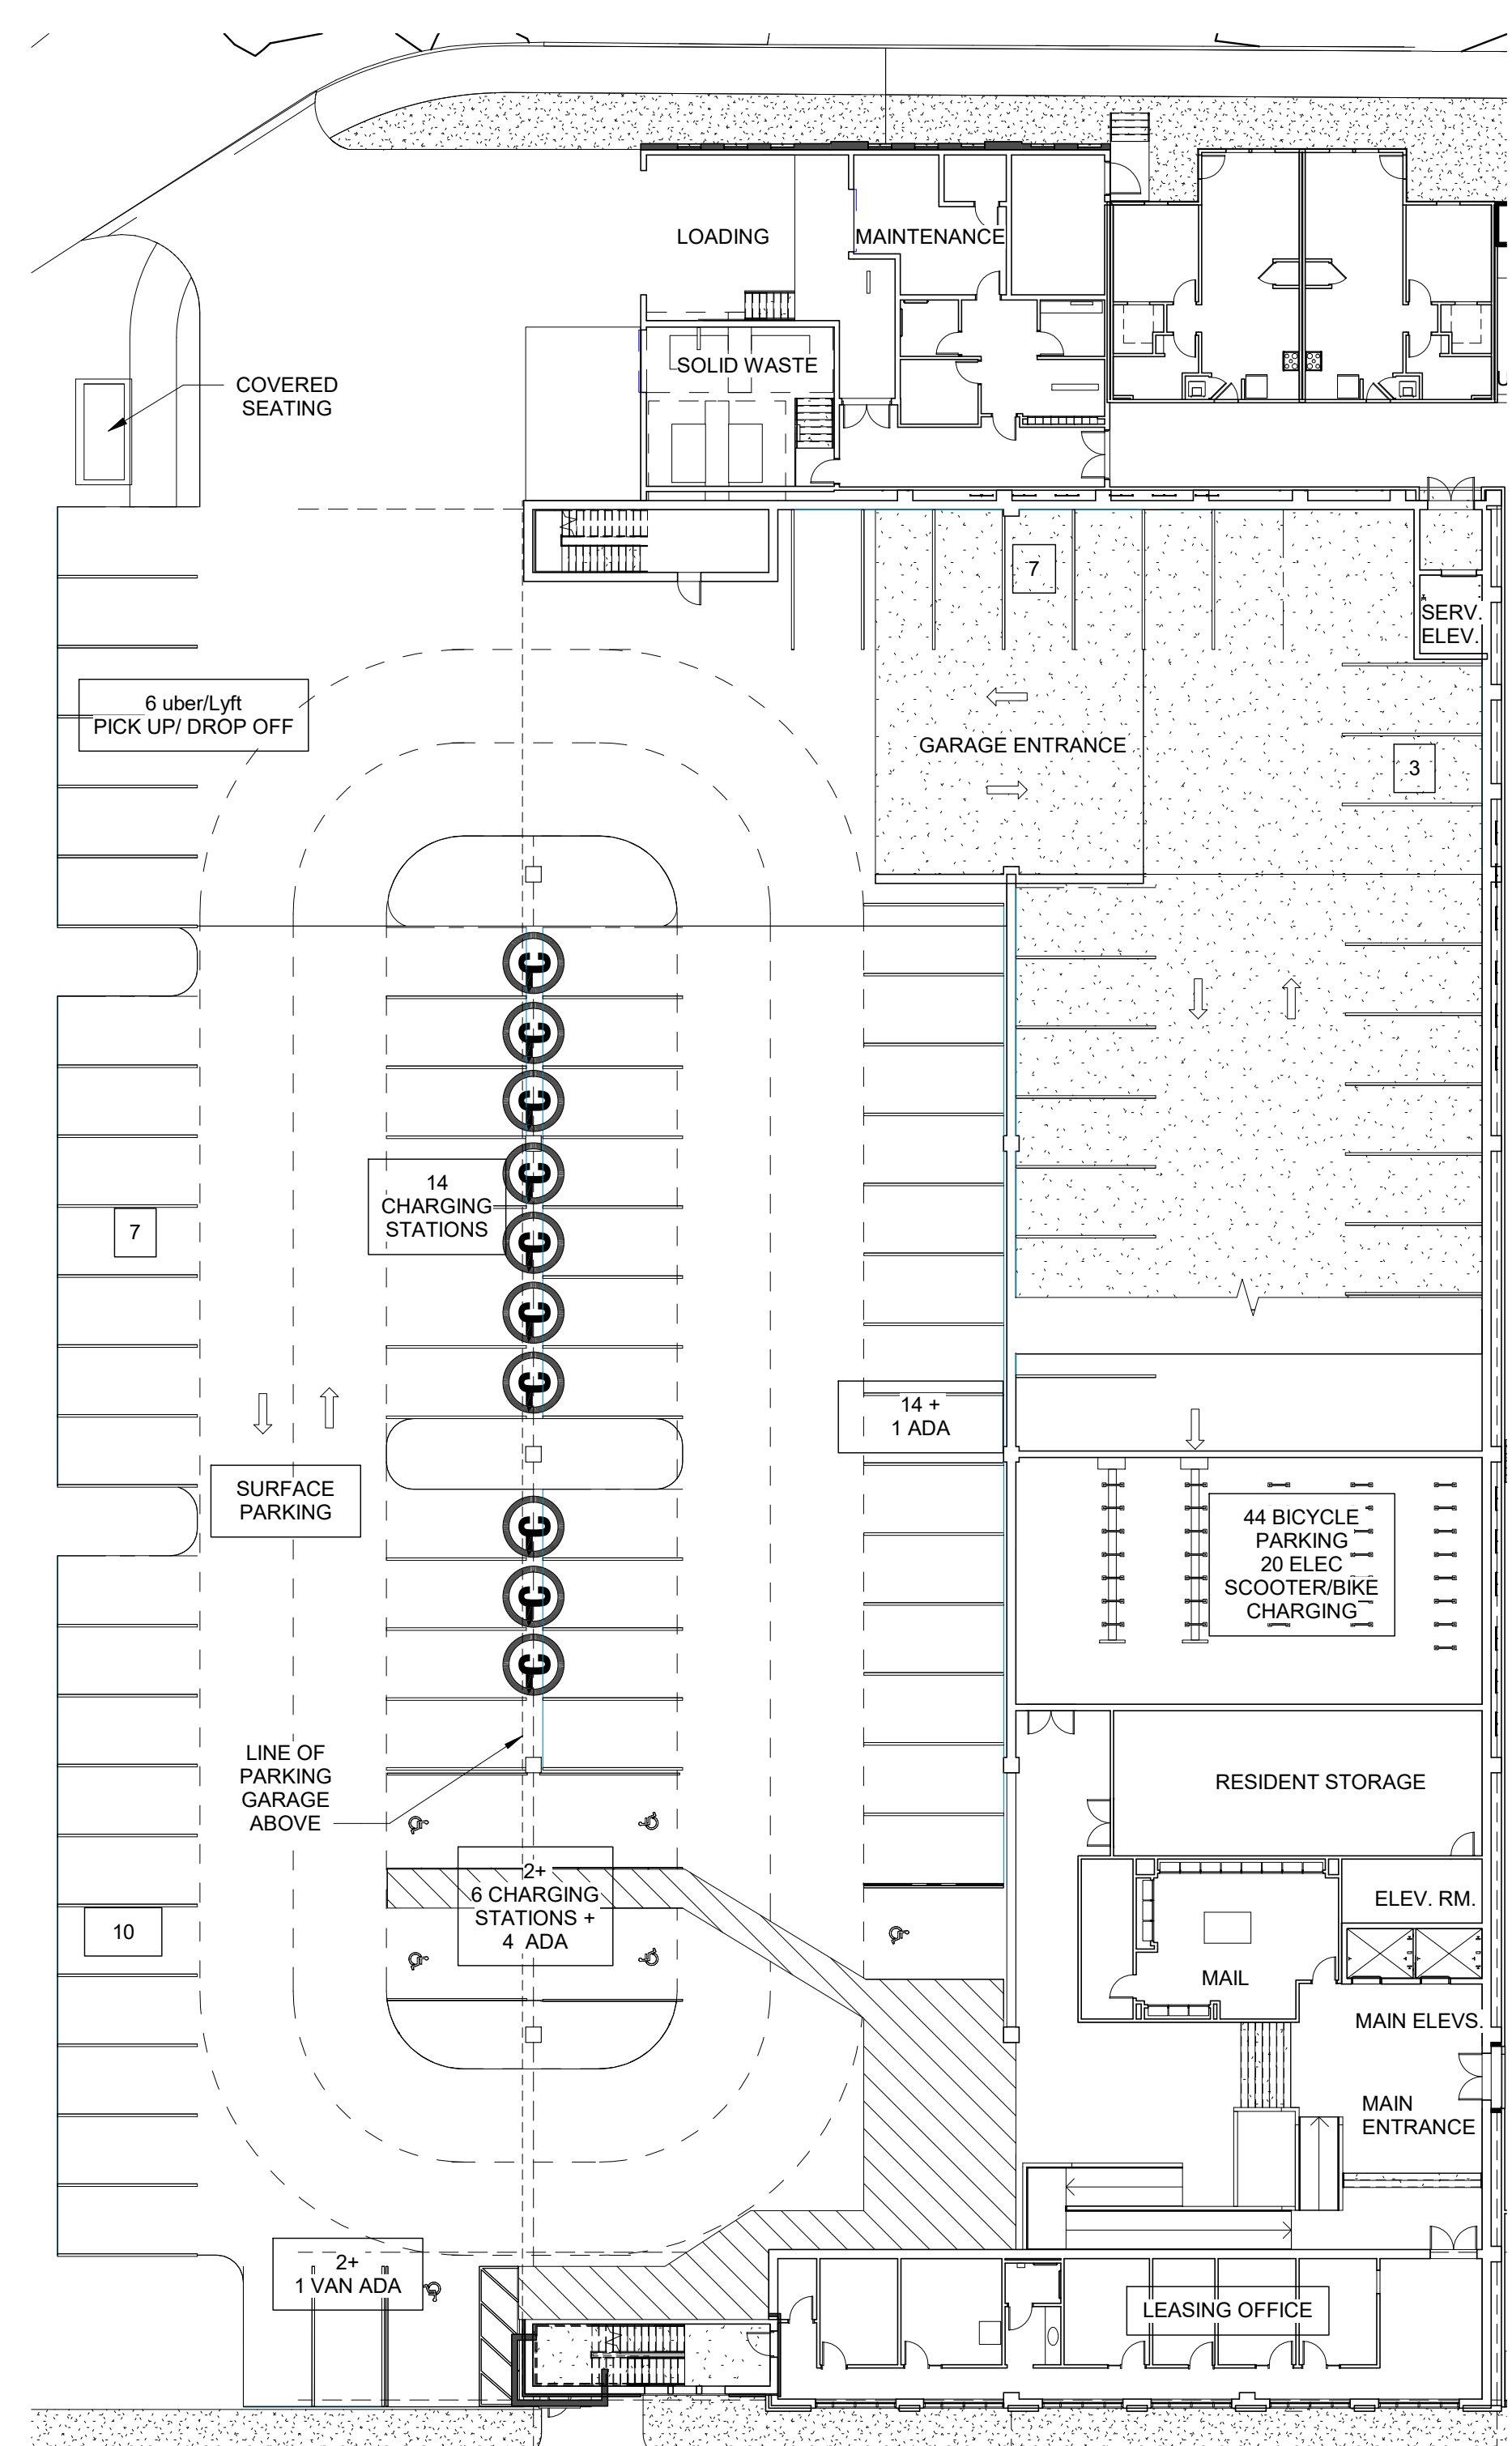 LOADING
MAINTENANCE
SOLID WASTE
COVERED
SEATING
7
SERV.
ELEV.
6 uber/Lyft
PICK UP/ DROP OFF
GARAGE ENTRANCE
3
14
CHARGING
STATIONS
7
14 +
1 ADA
SURFACE
PARKING
44 BICYCLE
PARKING
20 ELEC
SCOOTER/BIKE
CHARGING
LINE OF
PARKING
GARAGE
ABOVE
RESIDENT STORAGE
2+
6 CHARGING
STATIONS +
4 ADA
ELEV. RM.
10
MAIL
MAIN ELEVS.
MAIN
ENTRANCE
2+
1 VAN ADA
LEASING OFFICE